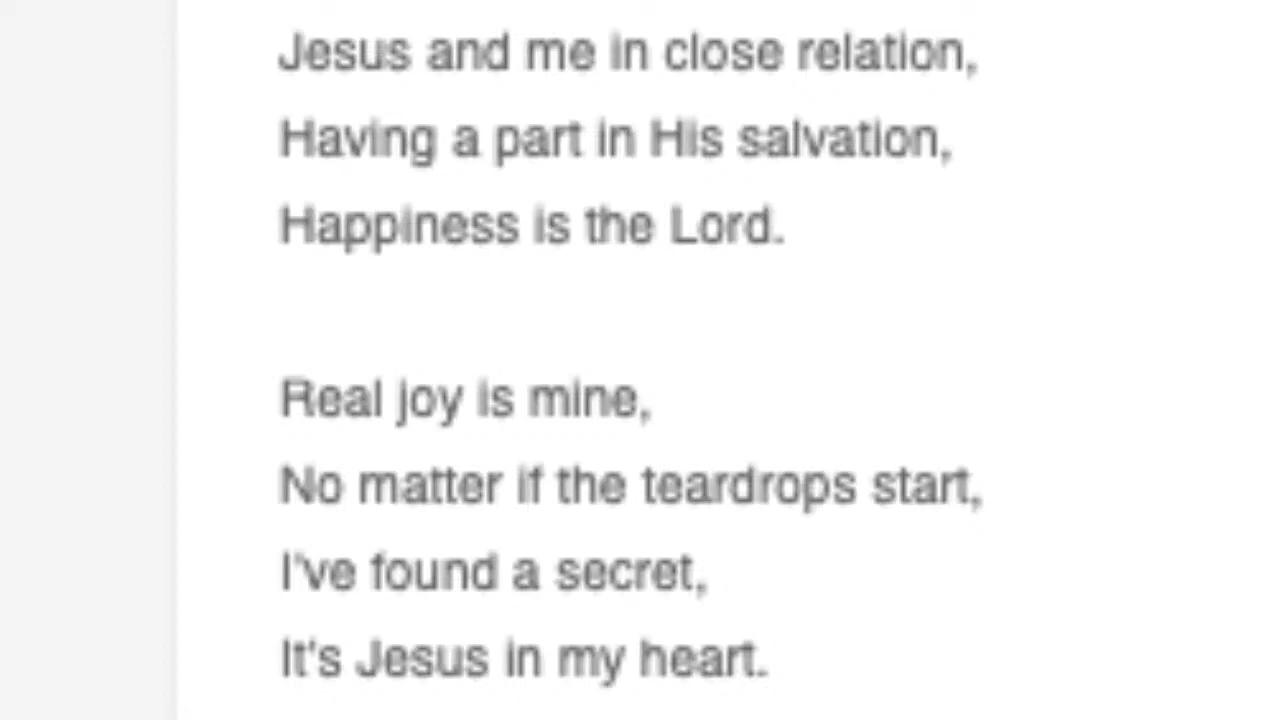 Jesus and me in close relation,
Having a part in His salvation,
Happiness is the Lord.
Real joy is mine,
No matter if the teardrops start,
I've found a secret,
It's Jesus in my heart.